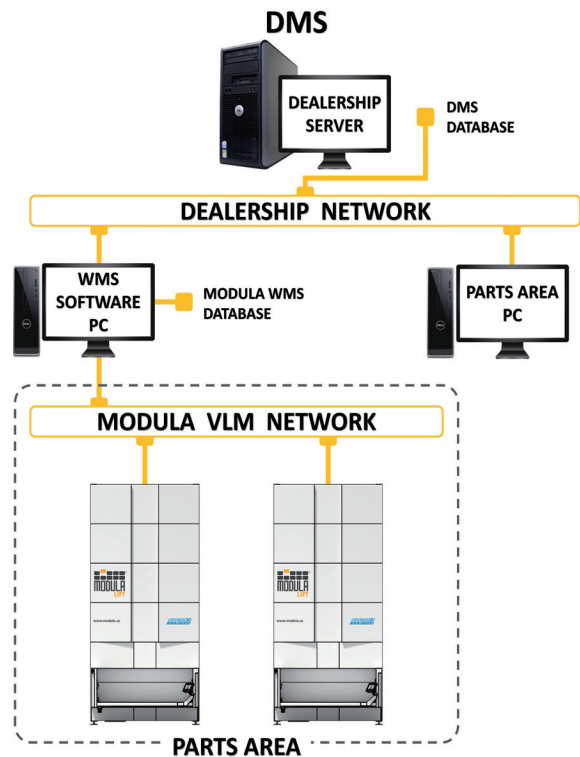 DMS
DEALERSHIP
SERVER
DMS
DATABASE
DEALERSHIP NETWORK
WMS
SOFTWARE
PC
MODULA WMS
DATABASE
PARTS AREA
PC
MODULA VLM NETWORK
MODULA
LIFT
www.modula.us
MODULA
LIFT
www.modula.us
PARTS AREA